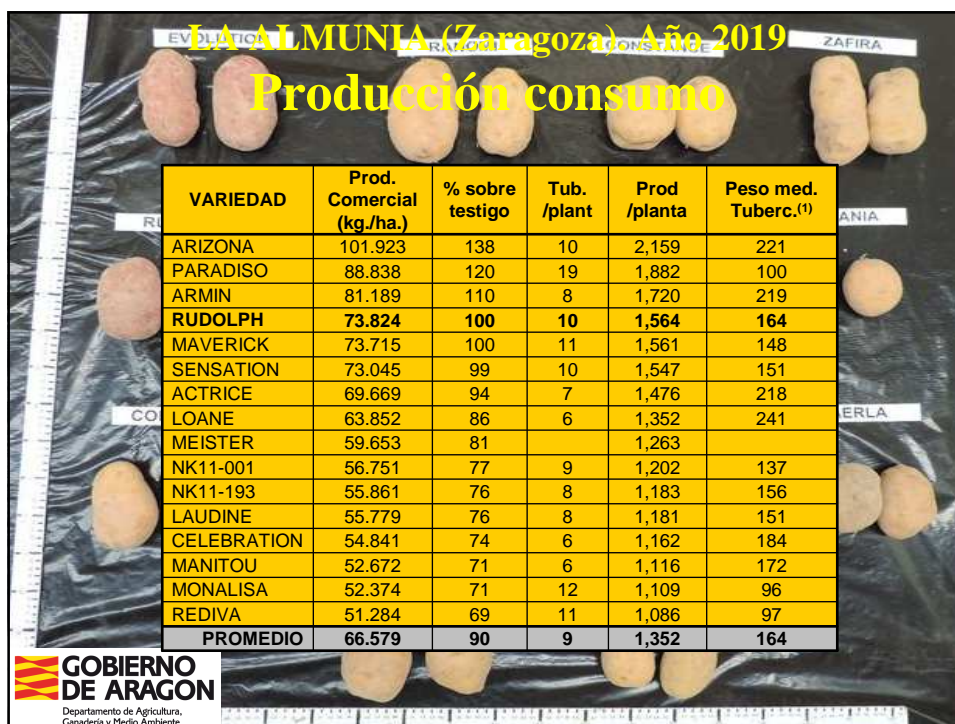 LA ALMUNIA (Zaragoza). Año 2019
Producción consumo
EVOLUTION
CONSTANCE
ZAFIRA
VARIEDAD Prod. Comercial (kg./ha.) % sobre testigo Tub. /plant Prod /planta Peso med. Tuberc.(1)
ARIZONA 101.923 138 10 2,159 221
PARADISO 88.838 120 19 1,882 100
ARMIN 81.189 110 8 1,720 219
RUDOLPH 73.824 100 10 1,564 164
MAVERICK 73.715 100 11 1,561 148
SENSATION 73.045 99 10 1,547 151
ACTRICE 69.669 94 7 1,476 218
LOANE 63.852 86 6 1,352 241
MEISTER 59.653 81 1,263
NK11-001 56.751 77 9 1,202 137
NK11-193 55.861 76 8 1,183 156
LAUDINE 55.779 76 8 1,181 151
CELEBRATION 54.841 74 6 1,162 184
MANITOU 52.672 71 6 1,116 172
MONALISA 52.374 71 12 1,109 96
REDIVA 51.284 69 11 1,086 97
PROMEDIO 66.579 90 9 1,352 164
GOBIERNO
DE ARAGON
Departamento de Agricultura,
Ganadería y Medio Ambiente